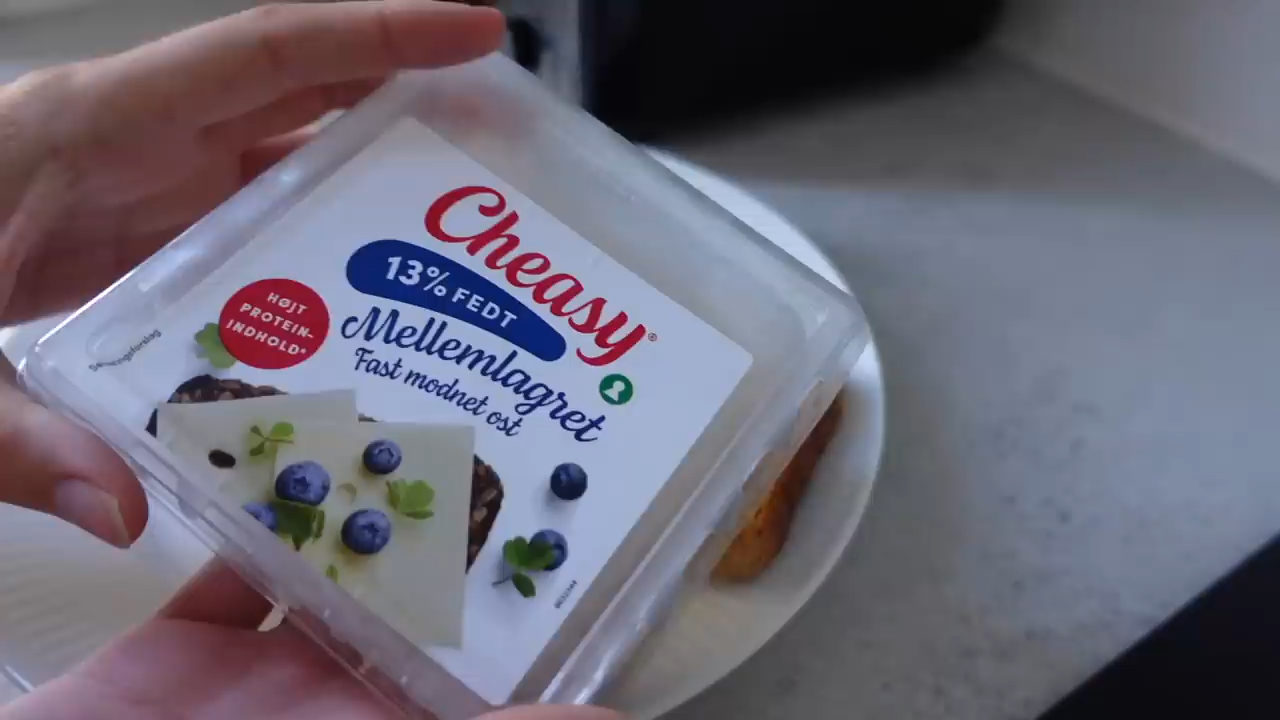 Cheasy®
13% FEDT
Mellemlagret
Fast modnet ost
HØJT
PROTEIN-
INDHOLD*